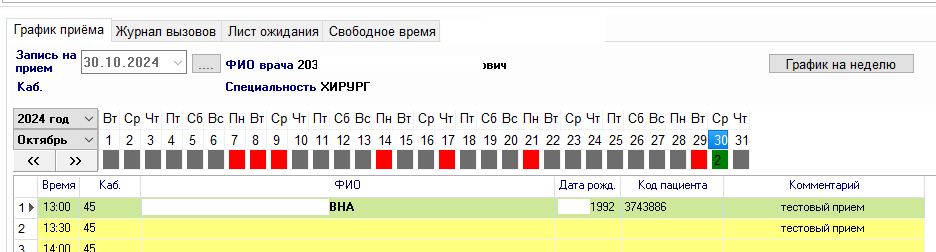 График приёма Журнал вызовов Лист ожидания Свободное время
Запись на прием 30.10.2024 .... ФИО врача 203 ович График на неделю
Каб. Специальность ХИРУРГ
2024 год Вт Ср Чт Пт Сб Вс Пн Вт Ср Чт Пт Сб Вс Пн Вт Ср Чт Пт Сб Вс Пн Вт Ср Чт Пт Сб Вс Пн Вт Ср Чт
Октябрь 1 2 3 4 5 6 7 8 9 10 11 12 13 14 15 16 17 18 19 20 21 22 23 24 25 26 27 28 29 30 31
<< >> 2
Время Каб. ФИО Дата рожд. Код пациента Комментарий
1 13:00 45 ВНА 1992 3743886 тестовый прием
2 13:30 45 тестовый прием
3 14:00 45